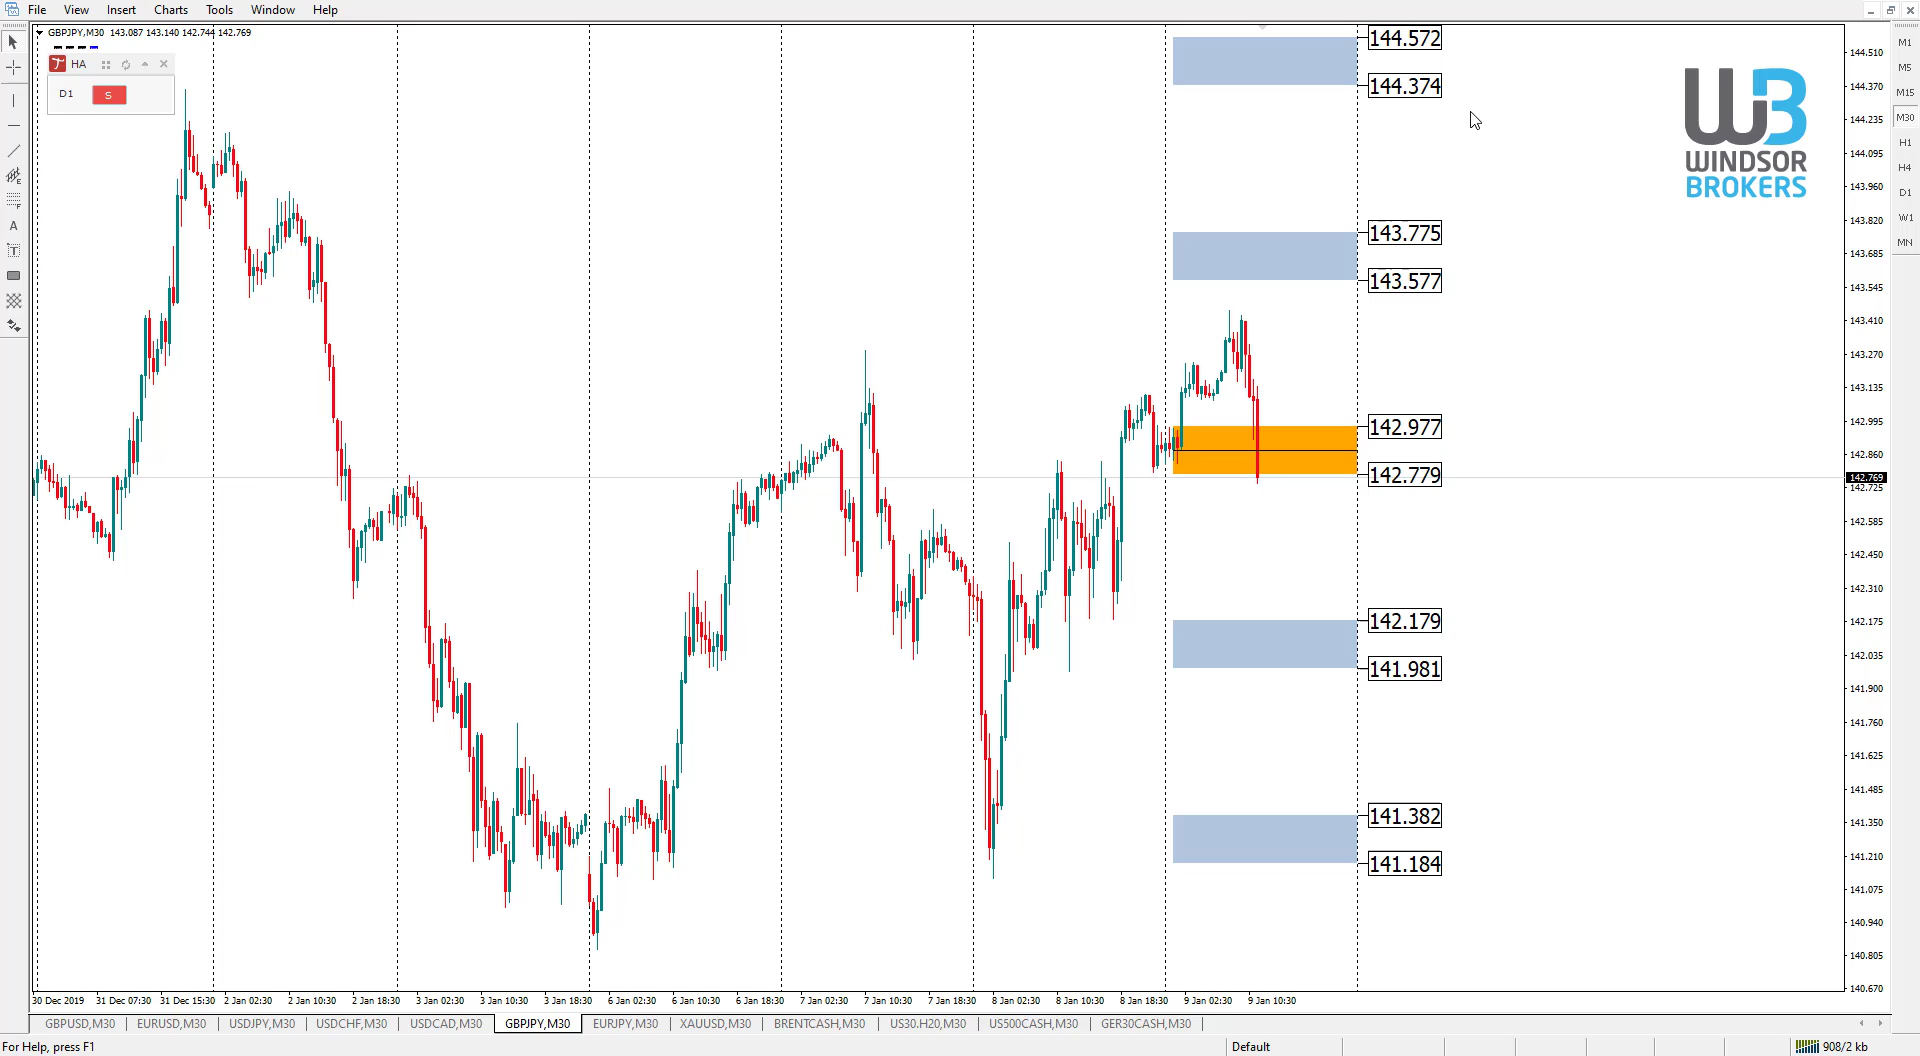 File View Insert Charts Tools Window Help
GBPJPY,M30 143.087 143.140 142.744 142.769
HA
D1 S
WB
WINDSOR
BROKERS
144.572
144.374
143.775
143.577
142.977
142.779
142.179
141.981
141.382
141.184
144.510
144.370
144.235
144.095
143.960
143.820
143.685
143.545
143.410
143.270
143.135
142.995
142.860
142.769
142.725
142.585
142.450
142.310
142.175
142.035
141.900
141.760
141.625
141.485
141.350
141.210
141.075
140.940
140.805
140.670
M1
M5
M15
M30
H1
H4
D1
W1
MN
E
F
A
T
30 Dec 2019 31 Dec 07:30 31 Dec 15:30 2 Jan 02:30 2 Jan 10:30 2 Jan 18:30 3 Jan 02:30 3 Jan 10:30 3 Jan 18:30 6 Jan 02:30 6 Jan 10:30 6 Jan 18:30 7 Jan 02:30 7 Jan 10:30 7 Jan 18:30 8 Jan 02:30 8 Jan 10:30 8 Jan 18:30 9 Jan 02:30 9 Jan 10:30
GBPUSD,M30 EURUSD,M30 USDJPY,M30 USDCHF,M30 USDCAD,M30 GBPJPY,M30 EURJPY,M30 XAUUSD,M30 BRENTCASH,M30 US30.H20,M30 US500CASH,M30 GER30CASH,M30
For Help, press F1 Default 908/2 kb